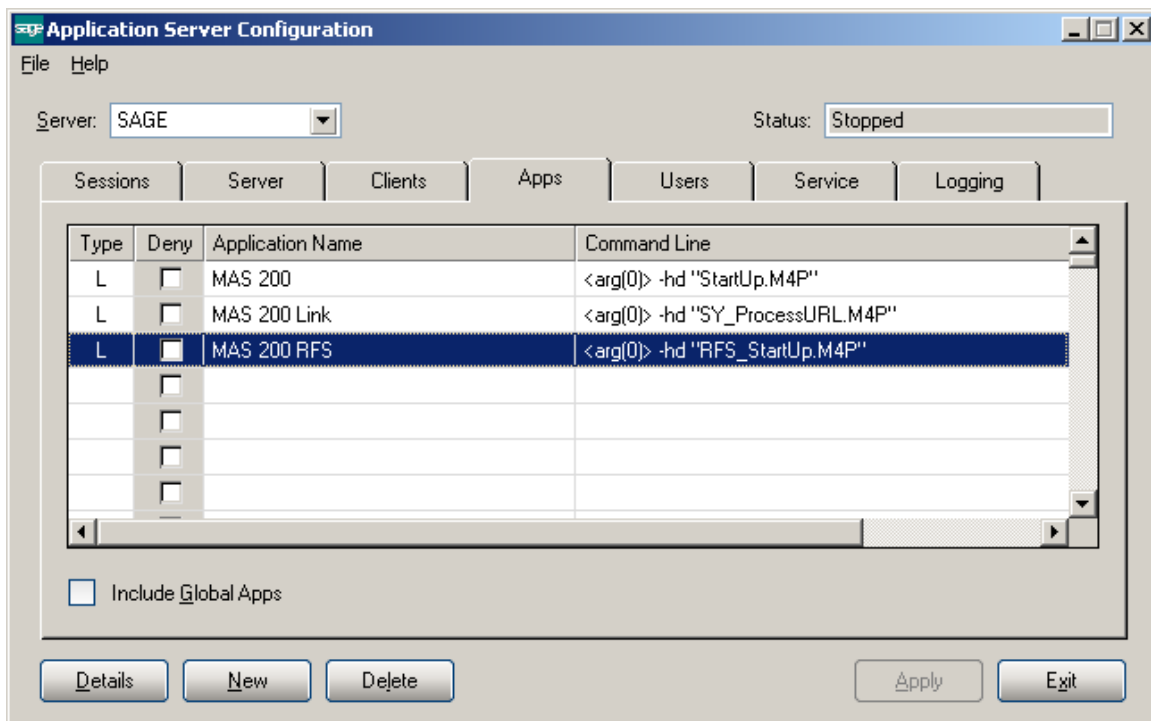 sage Application Server Configuration
File Help
Server: SAGE Status: Stopped
Sessions Server Clients Apps Users Service Logging
Type Deny Application Name Command Line
L MAS 200 <arg(0)> -hd "StartUp.M4P"
L MAS 200 Link <arg(0)> -hd "SY_ProcessURL.M4P"
L MAS 200 RFS <arg(0)> -hd "RFS_StartUp.M4P"
Include Global Apps
Details New Delete Apply Exit